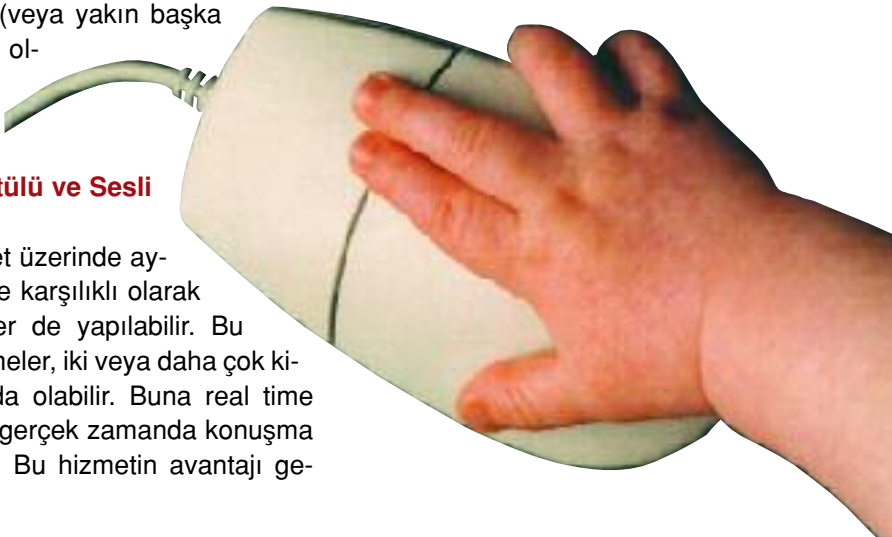 (veya yakın başka
ol-
tülü ve Sesli
et üzerinde ay-
e karşılıklı olarak
er de yapılabilir. Bu
meler, iki veya daha çok ki-
da olabilir. Buna real time
gerçek zamanda konuşma
Bu hizmetin avantajı ge-